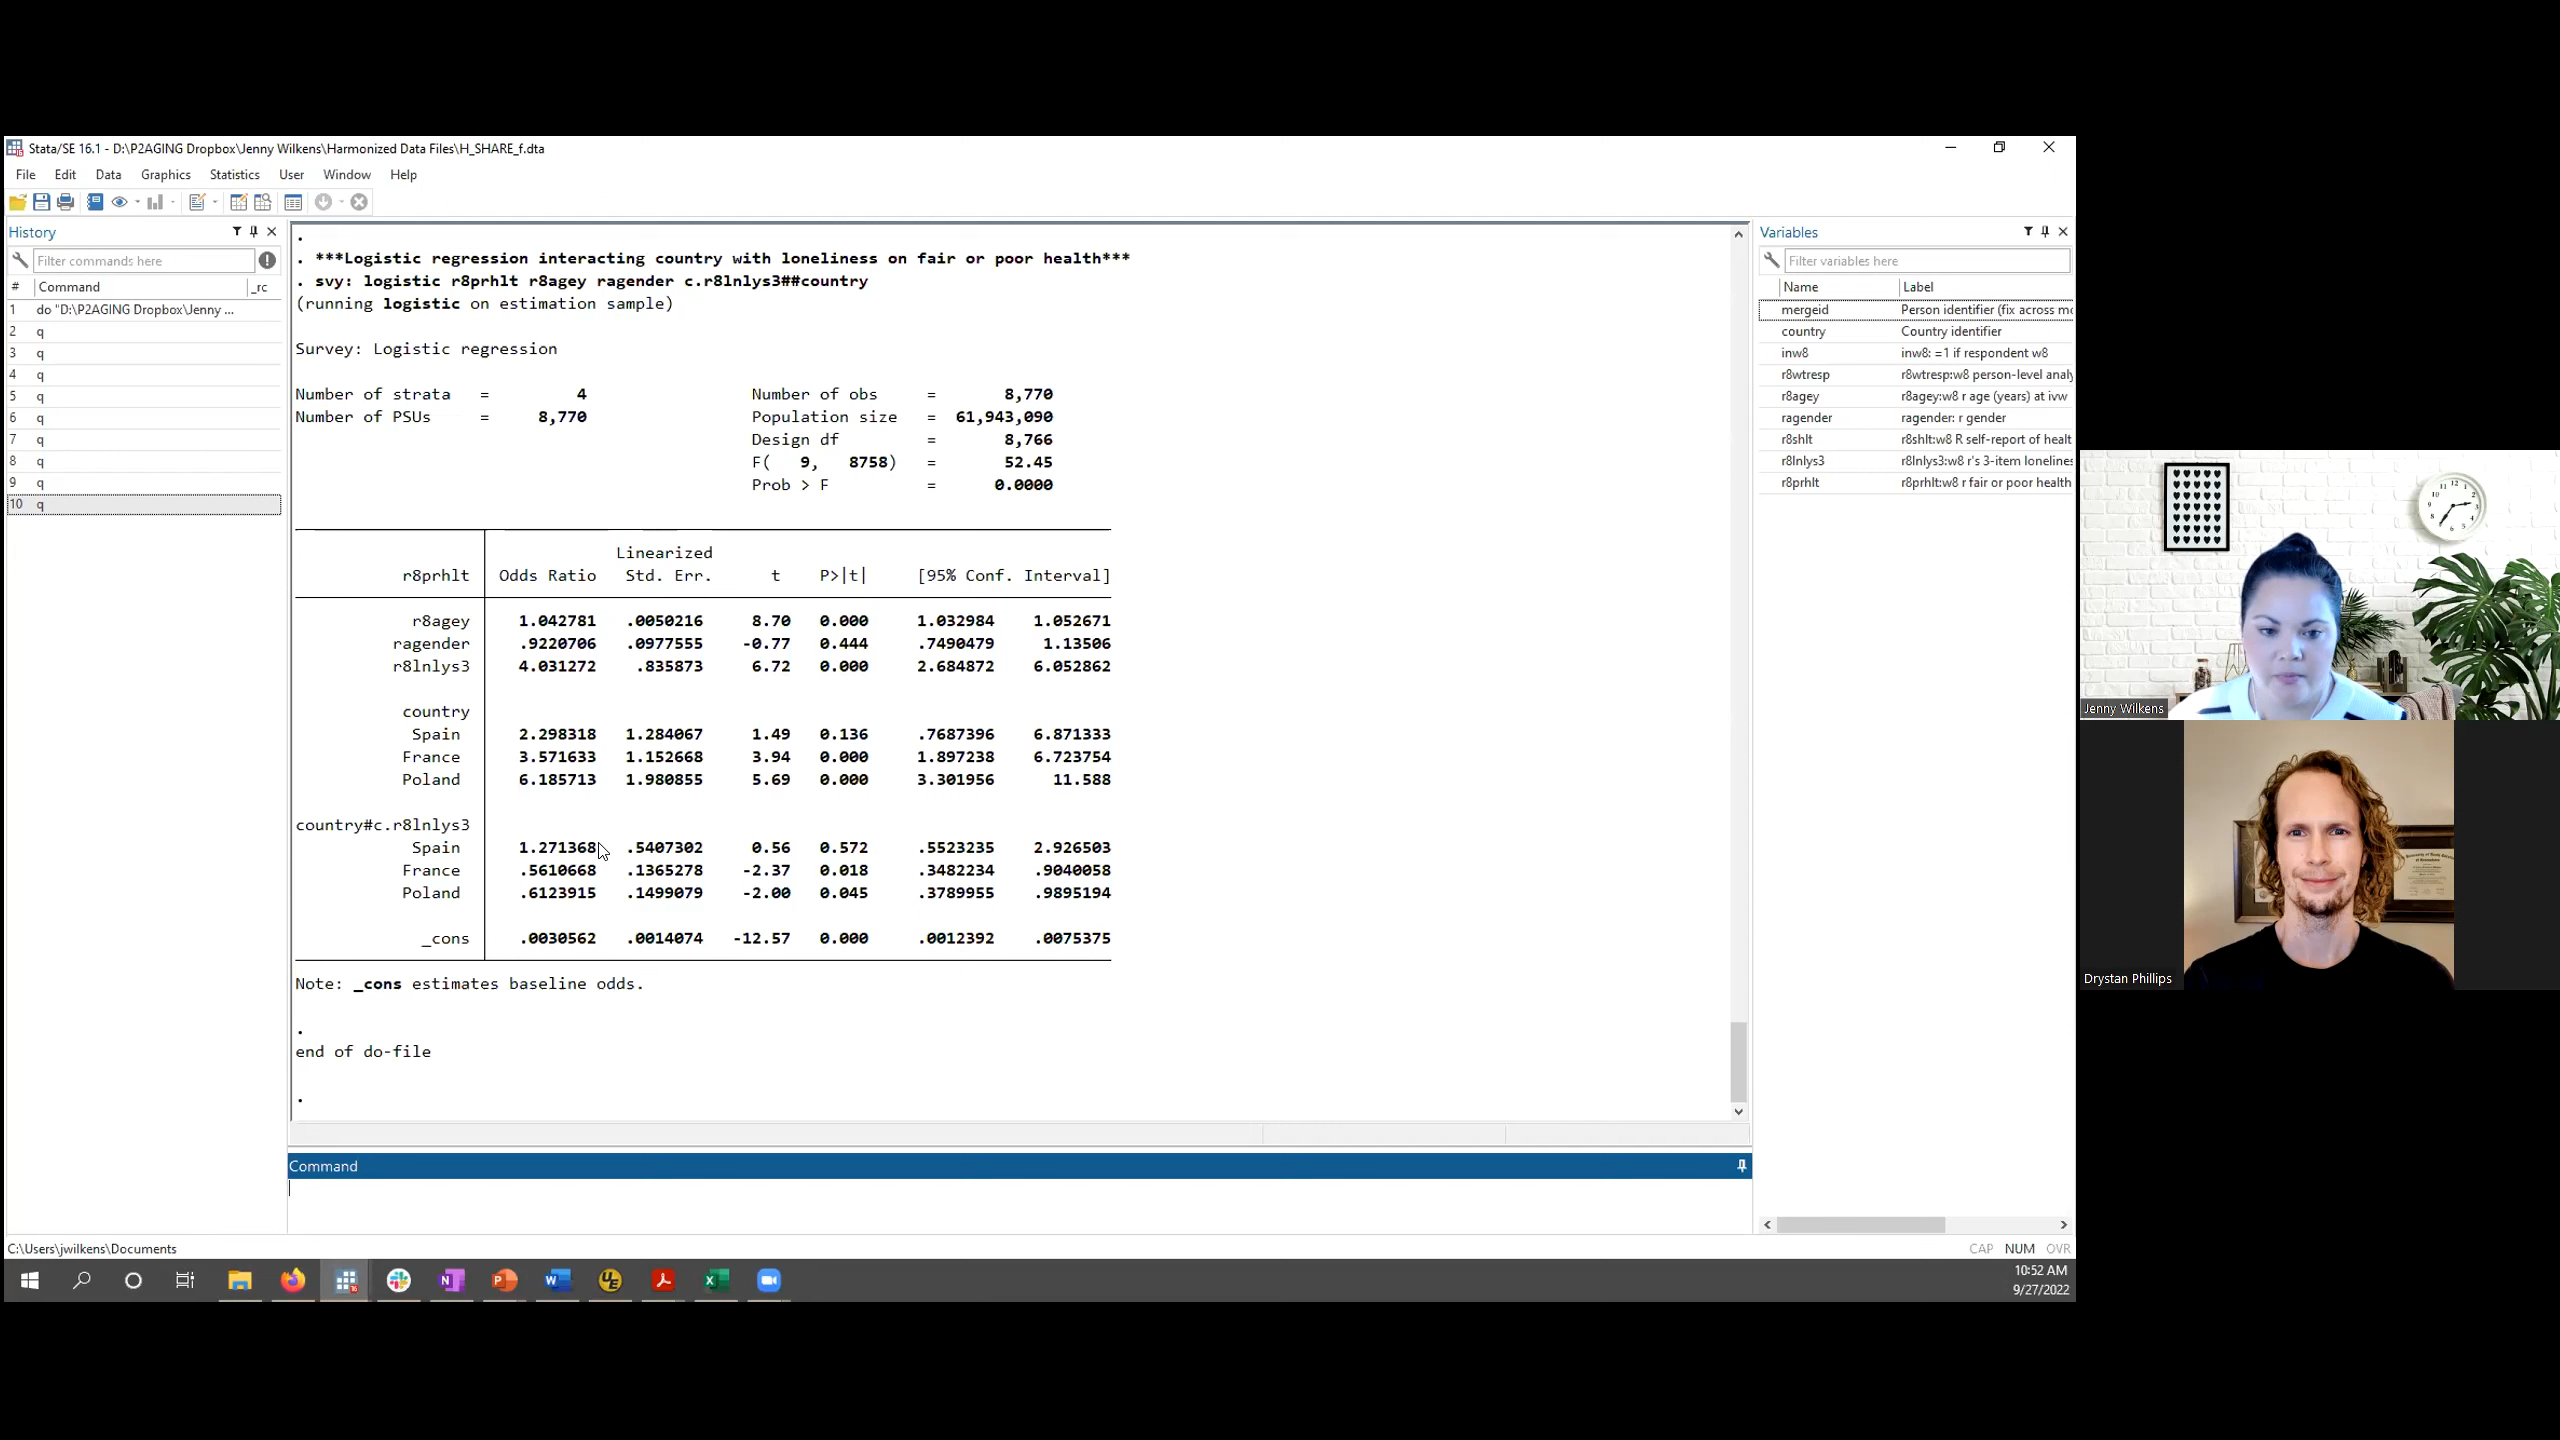 Stata/SE 16.1 - D:\P2AGING Dropbox\Jenny Wilkens\Harmonized Data Files\H_SHARE_f.dta
File Edit Data Graphics Statistics User Window Help
History
Filter commands here
# Command _rc
1 do "D:\P2AGING Dropbox\Jenny ...
2 q
3 q
4 q
5 q
6 q
7 q
8 q
9 q
10 q
.
. ***Logistic regression interacting country with loneliness on fair or poor health***
. svy: logistic r8prhlt r8agey ragender c.r8lnlys3##country
(running logistic on estimation sample)
Survey: Logistic regression
Number of strata = 4 Number of obs = 8,770
Number of PSUs = 8,770 Population size = 61,943,090
Design df = 8,766
F( 9, 8758) = 52.45
Prob > F = 0.0000
Linearized
r8prhlt Odds Ratio Std. Err. t P>|t| [95% Conf. Interval]
r8agey 1.042781 .0050216 8.70 0.000 1.032984 1.052671
ragender .9220706 .0977555 -0.77 0.444 .7490479 1.13506
r8lnlys3 4.031272 .835873 6.72 0.000 2.684872 6.052862
country
Spain 2.298318 1.284067 1.49 0.136 .7687396 6.871333
France 3.571633 1.152668 3.94 0.000 1.897238 6.723754
Poland 6.185713 1.980855 5.69 0.000 3.301956 11.588
country#c.r8lnlys3
Spain 1.271368 .5407302 0.56 0.572 .5523235 2.926503
France .5610668 .1365278 -2.37 0.018 .3482234 .9040058
Poland .6123915 .1499079 -2.00 0.045 .3789955 .9895194
_cons .0030562 .0014074 -12.57 0.000 .0012392 .0075375
Note: _cons estimates baseline odds.
.
end of do-file
.
Command
C:\Users\jwilkens\Documents
Variables
Filter variables here
Name Label
mergeid Person identifier (fix across mo
country Country identifier
inw8 inw8: =1 if respondent w8
r8wtresp r8wtresp:w8 person-level analy
r8agey r8agey:w8 r age (years) at ivw
ragender ragender: r gender
r8shlt r8shlt:w8 R self-report of healt
r8lnlys3 r8lnlys3:w8 r's 3-item lonelines
r8prhlt r8prhlt:w8 r fair or poor health
CAP NUM OVR
10:52 AM
9/27/2022
Jenny Wilkens
Drystan Phillips